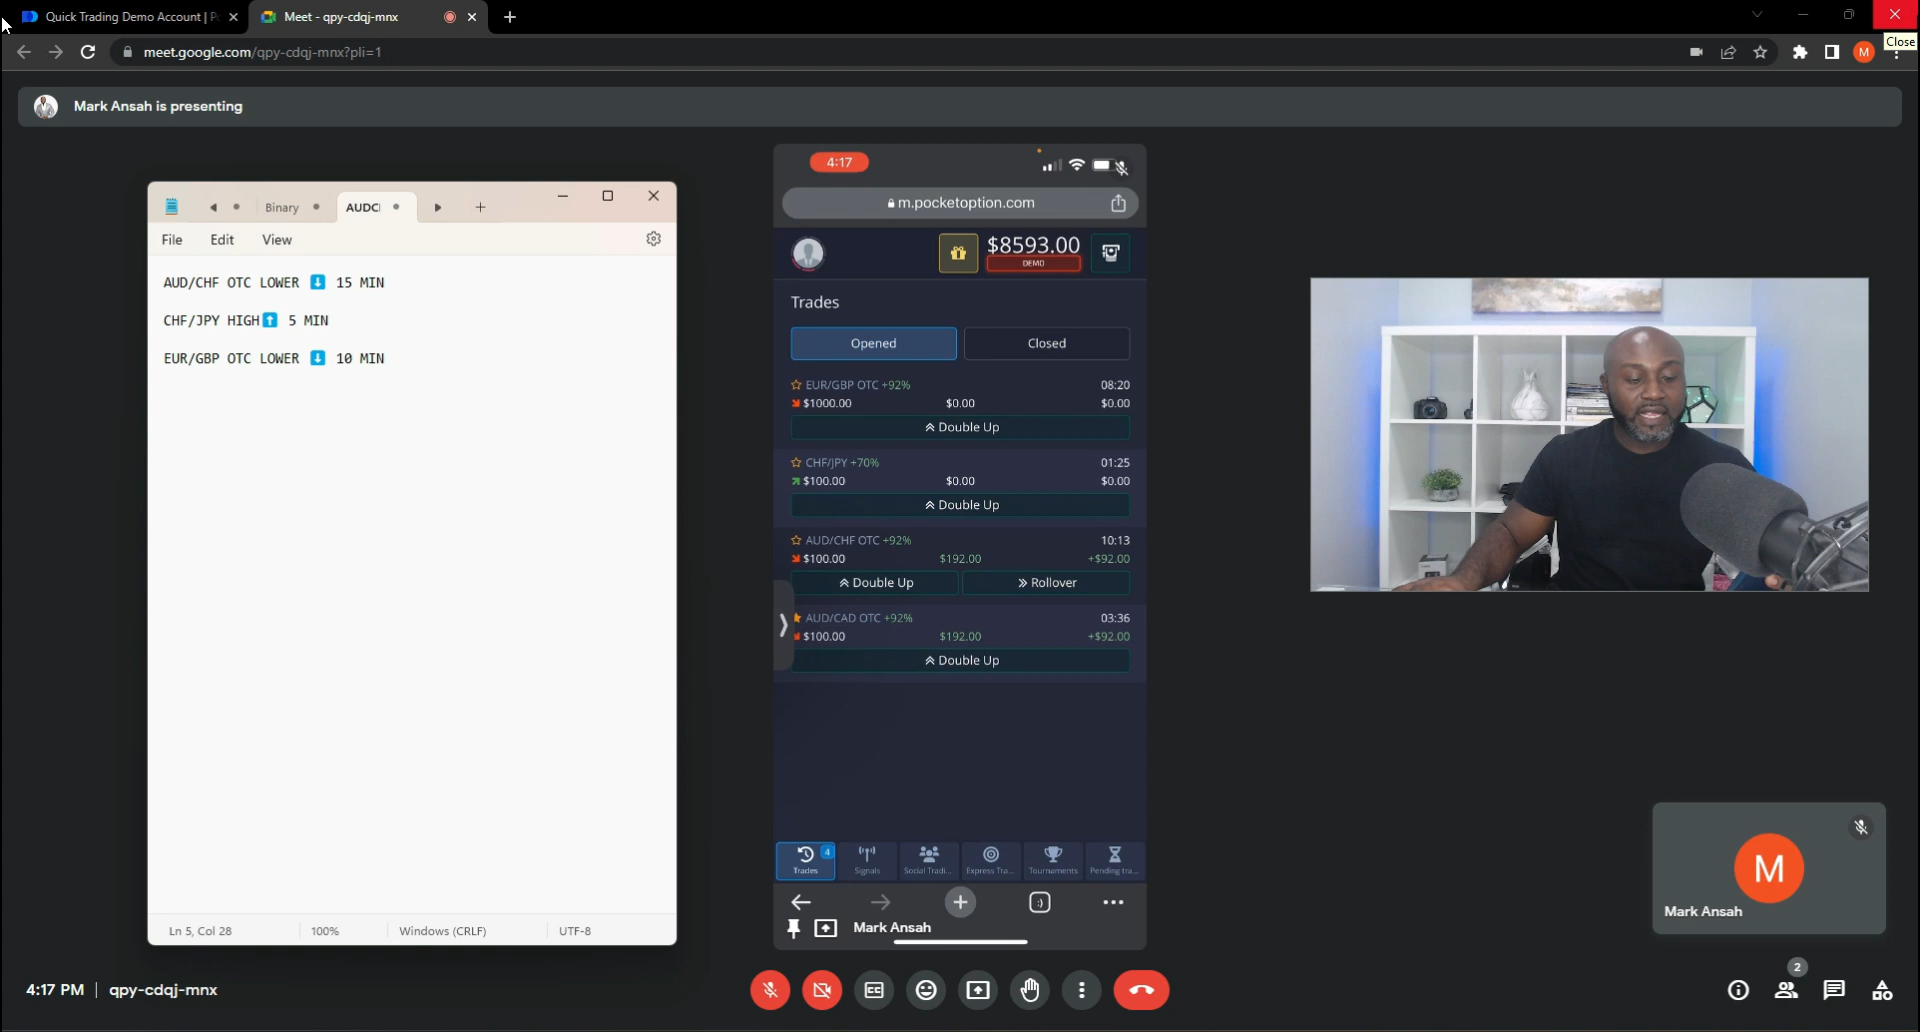 Quick Trading Demo Account | P
Meet - qpy-cdqj-mnx
meet.google.com/qpy-cdqj-mnx?pli=1
M
Close
Mark Ansah is presenting
Binary
AUDC
File Edit View
AUD/CHF OTC LOWER ⬇ 15 MIN
CHF/JPY HIGH⬆ 5 MIN
EUR/GBP OTC LOWER ⬇ 10 MIN
Ln 5, Col 28 100% Windows (CRLF) UTF-8
4:17
m.pocketoption.com
$8593.00
DEMO
Trades
Opened Closed
EUR/GBP OTC +92% 08:20
$1000.00 $0.00 $0.00
Double Up
CHF/JPY +70% 01:25
$100.00 $0.00 $0.00
Double Up
AUD/CHF OTC +92% 10:13
$100.00 $192.00 +$92.00
Double Up Rollover
AUD/CAD OTC +92% 03:36
$100.00 $192.00 +$92.00
Double Up
4
Trades Signals Social Tradi... Express Tra... Tournaments Pending tra...
:)
Mark Ansah
M
Mark Ansah
4:17 PM | qpy-cdqj-mnx
2